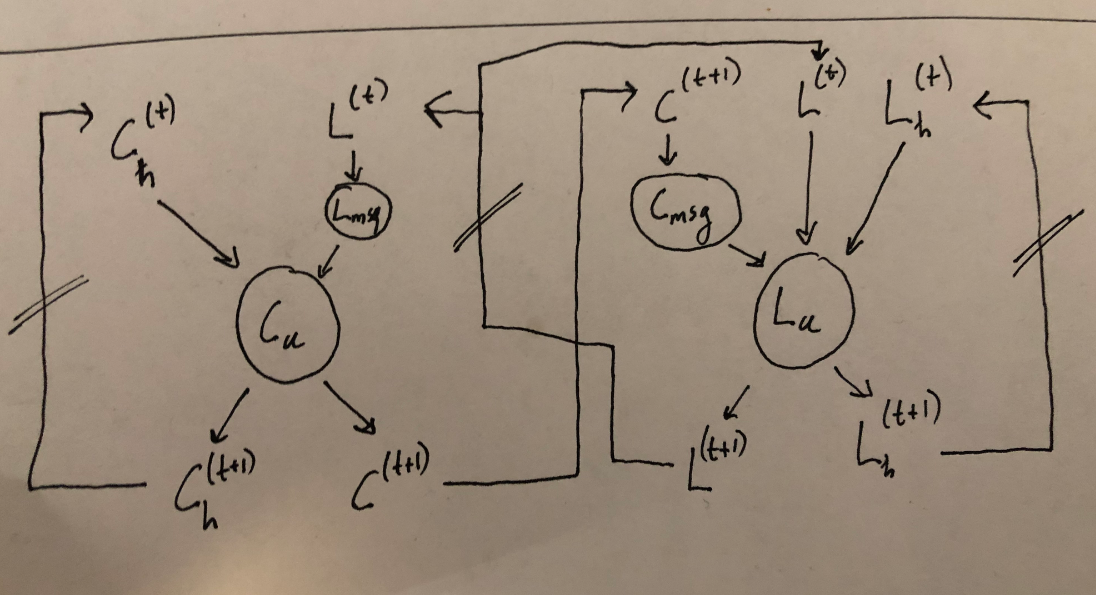 C_h^(t) L^(t) C^(t+1) L^(t) L_h^(t)
L_msg C_msg
C_u L_u
C_h^(t+1) C^(t+1) L^(t+1) L_h^(t+1)